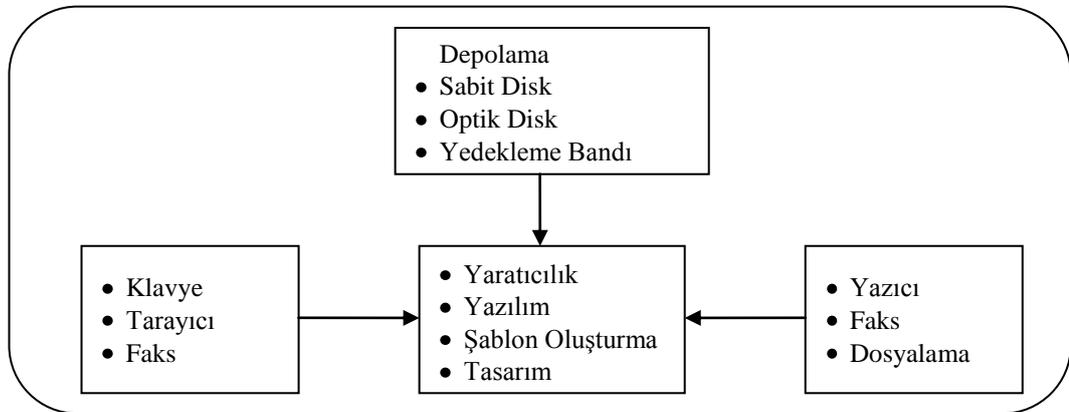 Depolama
• Sabit Disk
• Optik Disk
• Yedekleme Bandı
• Klavye
• Tarayıcı
• Faks
• Yaratıcılık
• Yazılım
• Şablon Oluşturma
• Tasarım
• Yazıcı
• Faks
• Dosyalama